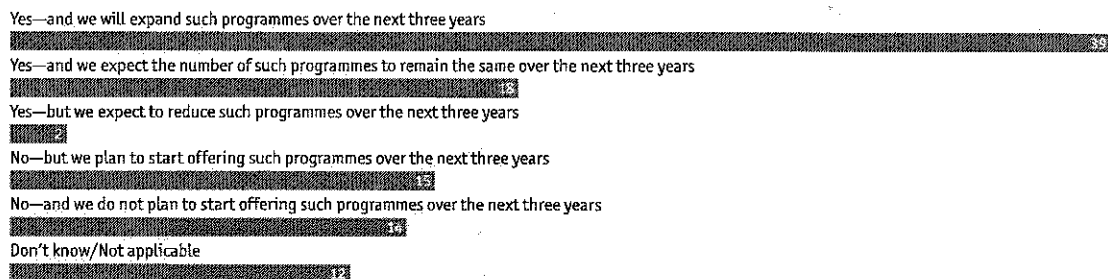 Yes—and we will expand such programmes over the next three years
39
Yes—and we expect the number of such programmes to remain the same over the next three years
18
Yes—but we expect to reduce such programmes over the next three years
2
No—but we plan to start offering such programmes over the next three years
15
No—and we do not plan to start offering such programmes over the next three years
14
Don't know/Not applicable
12